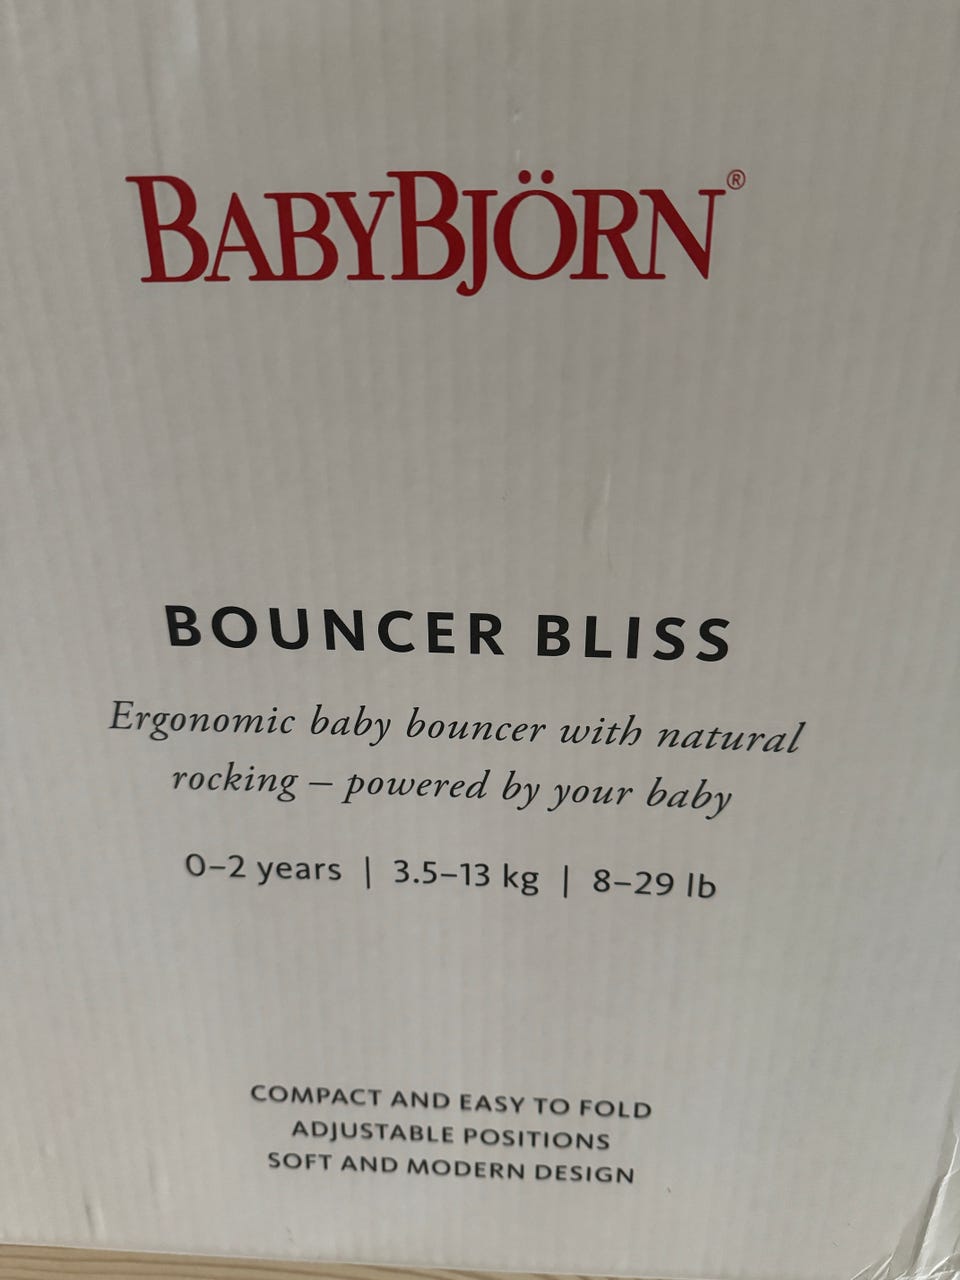 BABYBJÖRN®
BOUNCER BLISS
Ergonomic baby bouncer with natural
rocking – powered by your baby
0–2 years | 3.5–13 kg | 8–29 lb
COMPACT AND EASY TO FOLD
ADJUSTABLE POSITIONS
SOFT AND MODERN DESIGN